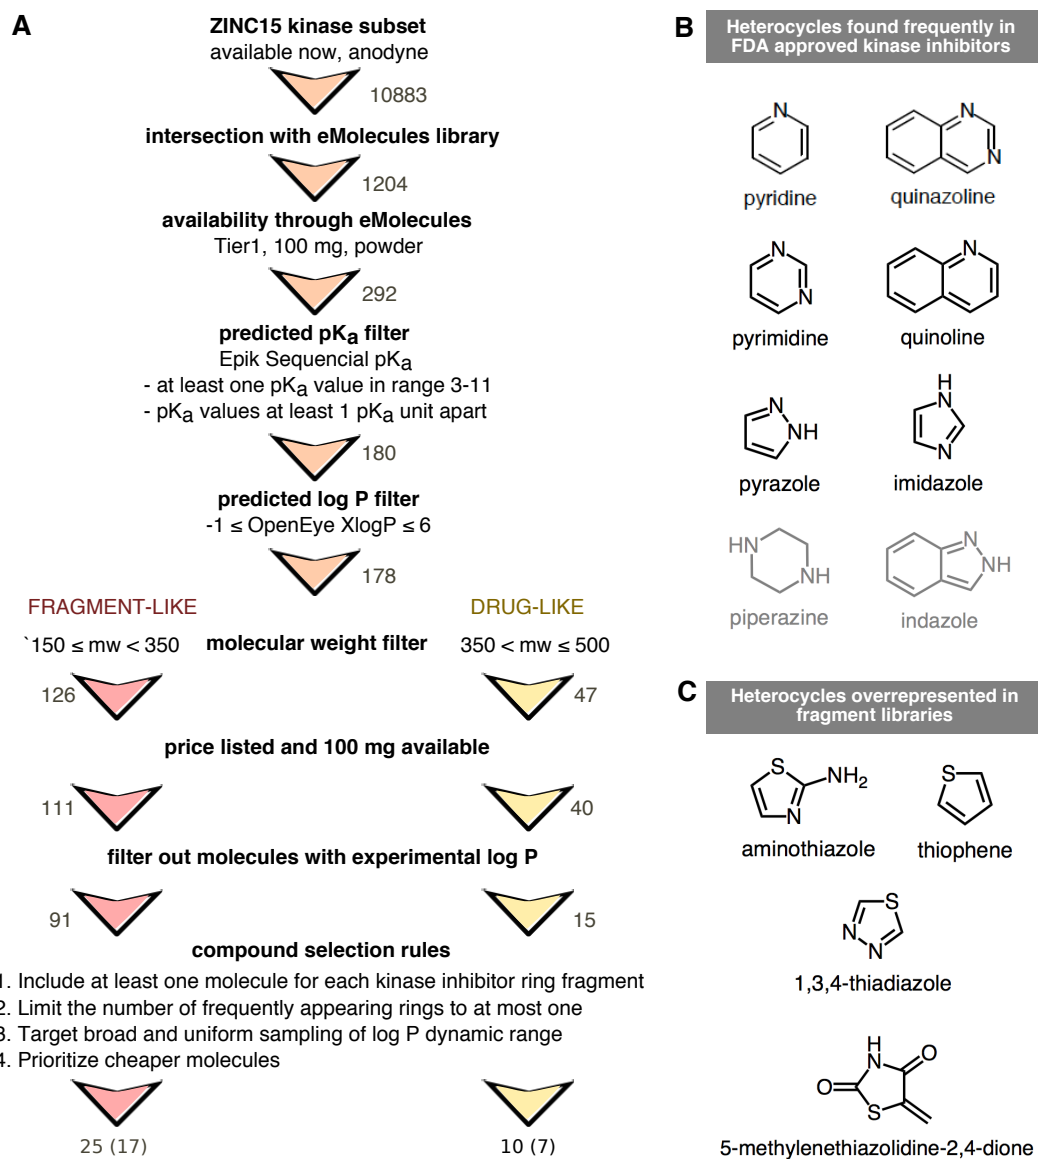 A
ZINC15 kinase subset
available now, anodyne
10883
intersection with eMolecules library
1204
availability through eMolecules
Tier1, 100 mg, powder
292
predicted pKa filter
Epik Sequencial pKa
- at least one pKa value in range 3-11
- pKa values at least 1 pKa unit apart
180
predicted log P filter
-1 ≤ OpenEye XlogP ≤ 6
178
FRAGMENT-LIKE
DRUG-LIKE
`150 ≤ mw < 350
molecular weight filter
350 < mw ≤ 500
126
47
price listed and 100 mg available
111
40
filter out molecules with experimental log P
91
15
compound selection rules
1. Include at least one molecule for each kinase inhibitor ring fragment
2. Limit the number of frequently appearing rings to at most one
3. Target broad and uniform sampling of log P dynamic range
4. Prioritize cheaper molecules
25 (17)
10 (7)
B
Heterocycles found frequently in
FDA approved kinase inhibitors
N
N
N
pyridine
quinazoline
N
N
N
pyrimidine
quinoline
N
NH
H
N
N
pyrazole
imidazole
HN
NH
N
NH
piperazine
indazole
C
Heterocycles overrepresented in
fragment libraries
S
NH2
N
S
aminothiazole
thiophene
S
N
N
1,3,4-thiadiazole
H
N
O
O
S
5-methylenethiazolidine-2,4-dione